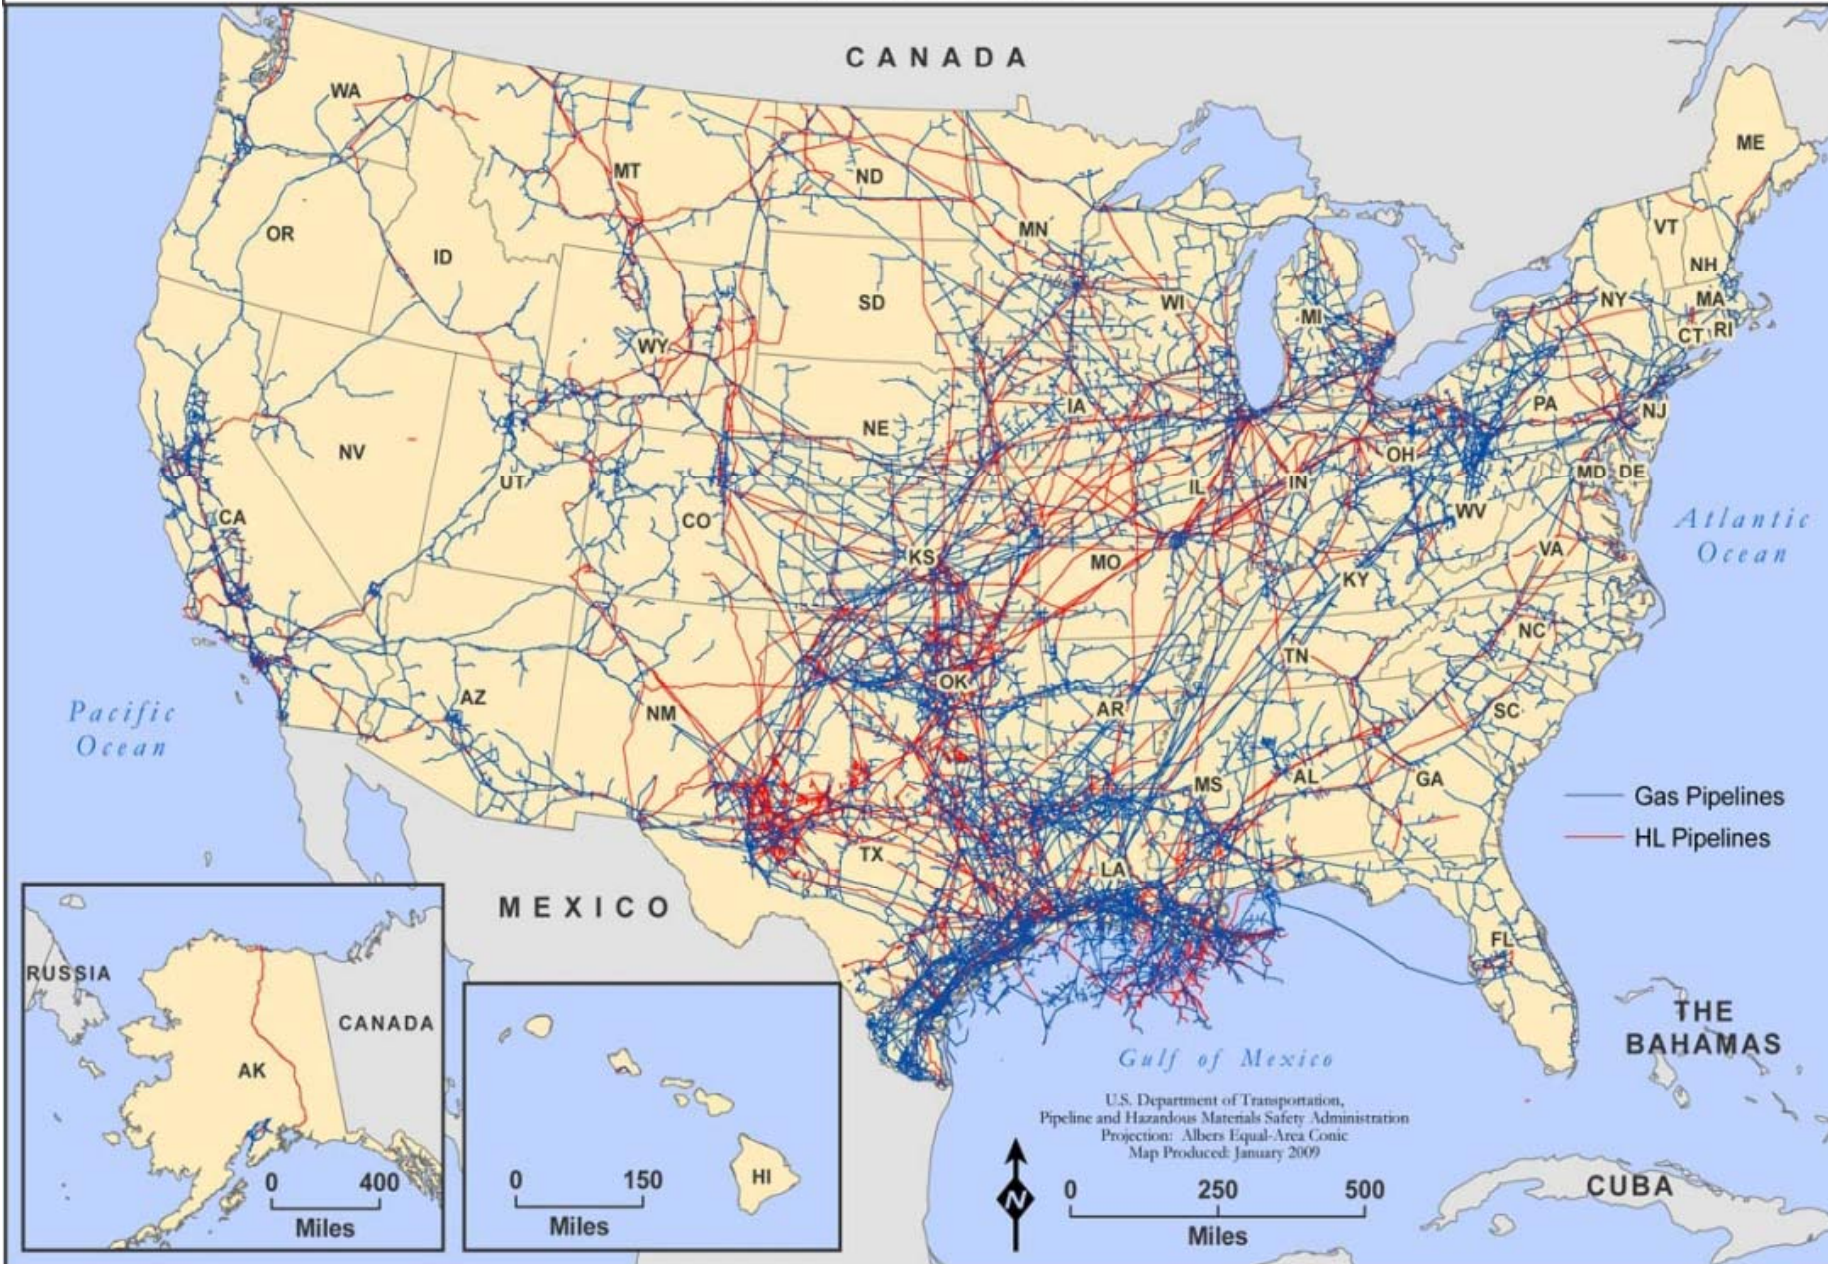 CANADA
WA
MT
ND
ME
OR
ID
MN
VT
SD
WI
NH
MI
NY
MA
WY
CT RI
IA
NE
PA
NJ
NV
UT
OH
IL
IN
MD DE
CA
CO
WV
Atlantic
Ocean
KS
MO
VA
KY
NC
TN
OK
AZ
NM
AR
SC
Pacific
Ocean
MS
AL
GA
Gas Pipelines
HL Pipelines
TX
LA
MEXICO
FL
RUSSIA
CANADA
AK
0 400
Miles
0 150
Miles
HI
Gulf of Mexico
THE
BAHAMAS
U.S. Department of Transportation,
Pipeline and Hazardous Materials Safety Administration
Projection: Albers Equal-Area Conic
Map Produced: January 2009
N
0 250 500
Miles
CUBA